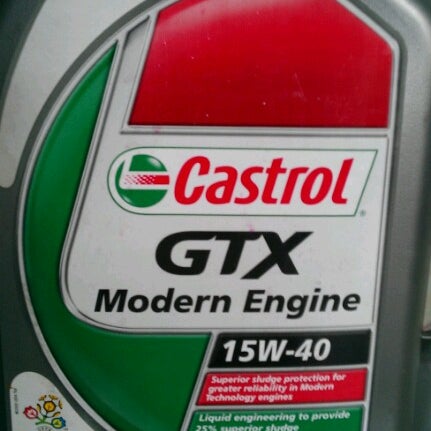 Castrol
GTX
Modern Engine
15W-40
Superior sludge protection for
greater reliability in Modern
Technology engines
Liquid engineering to provide
25% superior sludge